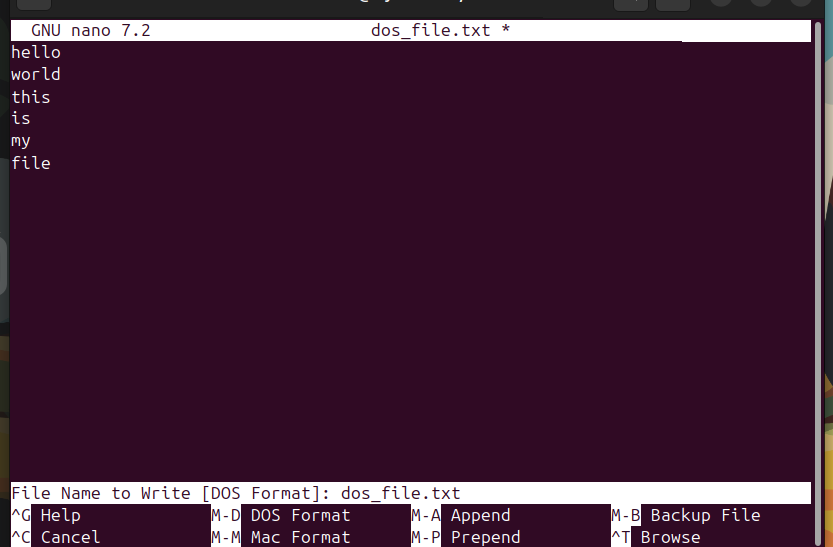 GNU nano 7.2 dos_file.txt *
hello
world
this
is
my
file
File Name to Write [DOS Format]: dos_file.txt
^G Help M-D DOS Format M-A Append M-B Backup File
^C Cancel M-M Mac Format M-P Prepend ^T Browse